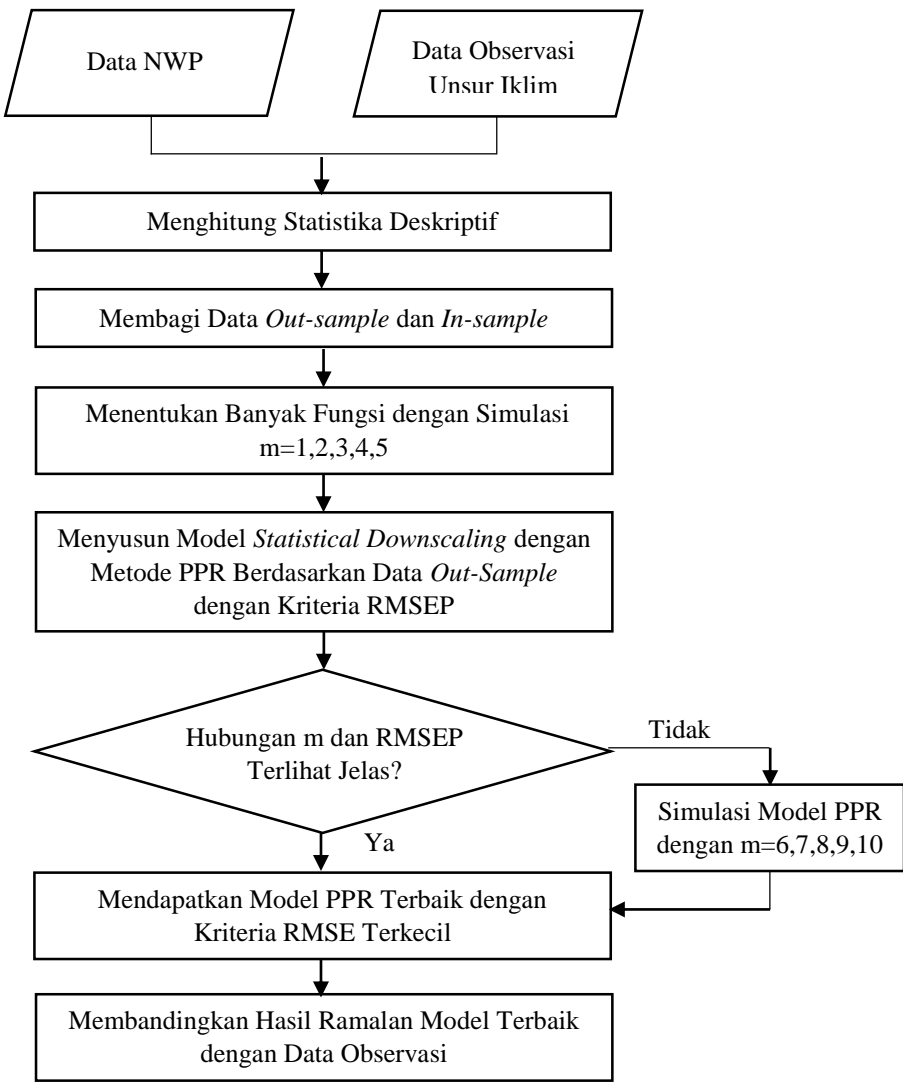 Data NWP
Data Observasi
Unsur Iklim
Menghitung Statistika Deskriptif
Membagi Data Out-sample dan In-sample
Menentukan Banyak Fungsi dengan Simulasi
m=1,2,3,4,5
Menyusun Model Statistical Downscaling dengan
Metode PPR Berdasarkan Data Out-Sample
dengan Kriteria RMSEP
Hubungan m dan RMSEP
Terlihat Jelas?
Tidak
Simulasi Model PPR
dengan m=6,7,8,9,10
Ya
Mendapatkan Model PPR Terbaik dengan
Kriteria RMSE Terkecil
Membandingkan Hasil Ramalan Model Terbaik
dengan Data Observasi